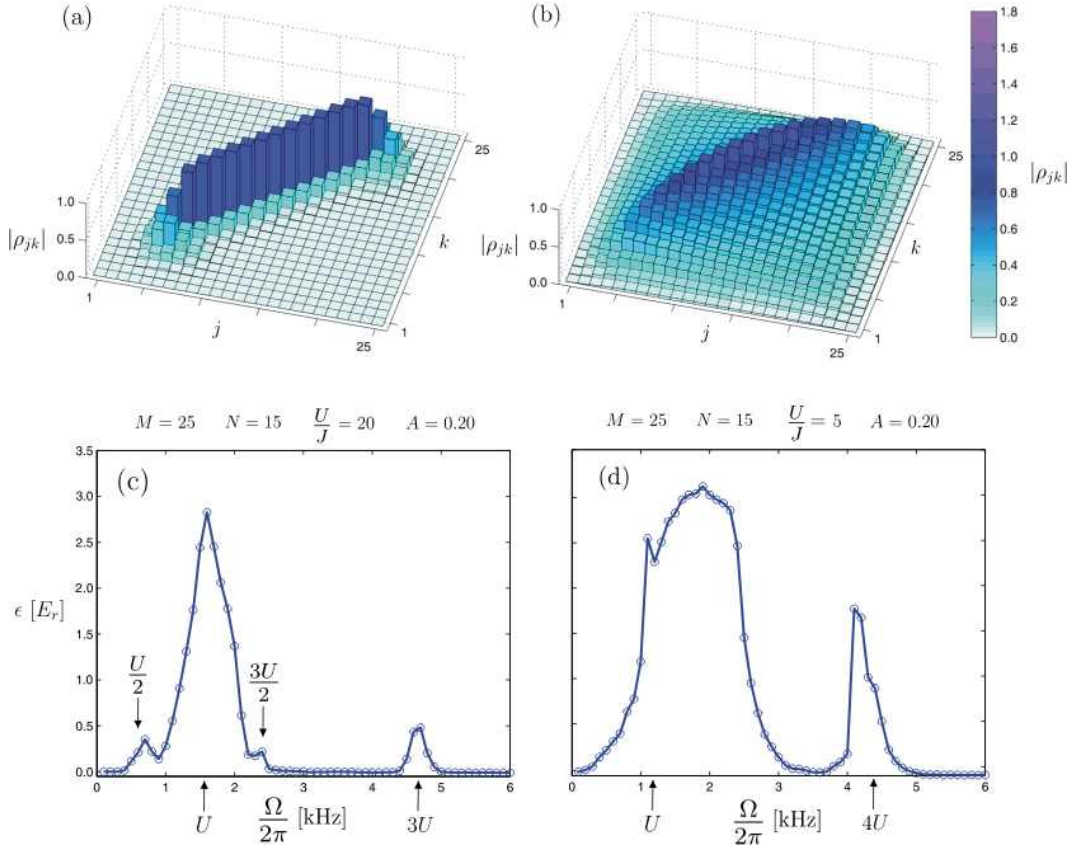 (a)
(b)
1.8
1.6
1.4
1.2
1.0
0.8
0.6
0.4
0.2
0.0
|ρ_jk|
25
k
1
1.0
0.5
0.0
|ρ_jk|
1
j
25
25
k
1
1.0
0.5
0.0
|ρ_jk|
1
j
25
M = 25 N = 15 U/J = 20 A = 0.20
M = 25 N = 15 U/J = 5 A = 0.20
(c)
3.5
3.0
2.5
2.0
1.5
1.0
0.5
0.0
ϵ [E_r]
U/2
3U/2
0 1 2 3 4 5 6
U
Ω/2π [kHz]
3U
(d)
0 1 2 3 4 5 6
U
Ω/2π [kHz]
4U